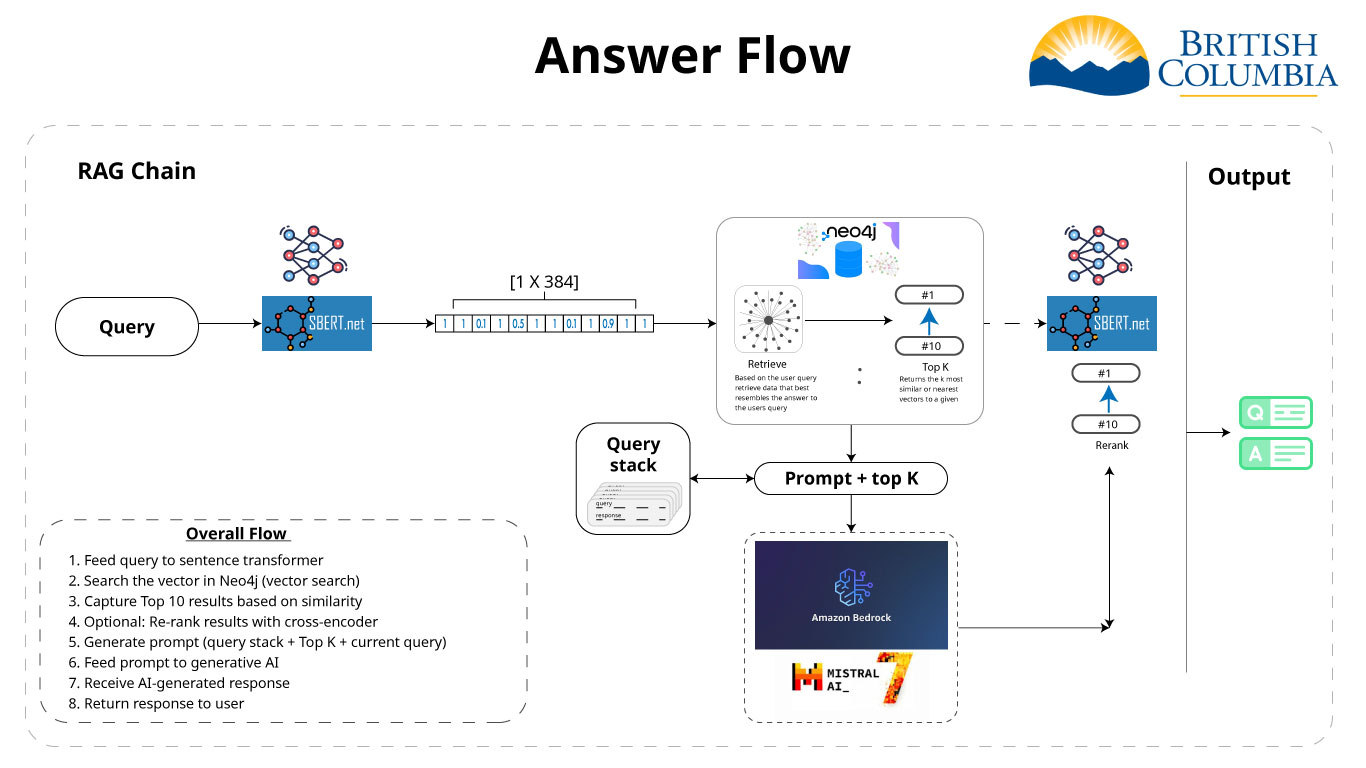 Answer Flow
BRITISH
COLUMBIA
RAG Chain
Output
Query
SBERT.net
[1 X 384]
1 1 0.1 1 0.5 1 1 0.1 1 0.9 1 1
neo4j
#1
#10
Retrieve
Based on the user query
retrieve data that best
resembles the answer to
the users query
:
Top K
Returns the k most
similar or nearest
vectors to a given
SBERT.net
#1
#10
Rerank
Q
A
Query
stack
query
response
Prompt + top K
Amazon Bedrock
MISTRAL
AI_
7
Overall Flow
1. Feed query to sentence transformer
2. Search the vector in Neo4j (vector search)
3. Capture Top 10 results based on similarity
4. Optional: Re-rank results with cross-encoder
5. Generate prompt (query stack + Top K + current query)
6. Feed prompt to generative AI
7. Receive AI-generated response
8. Return response to user